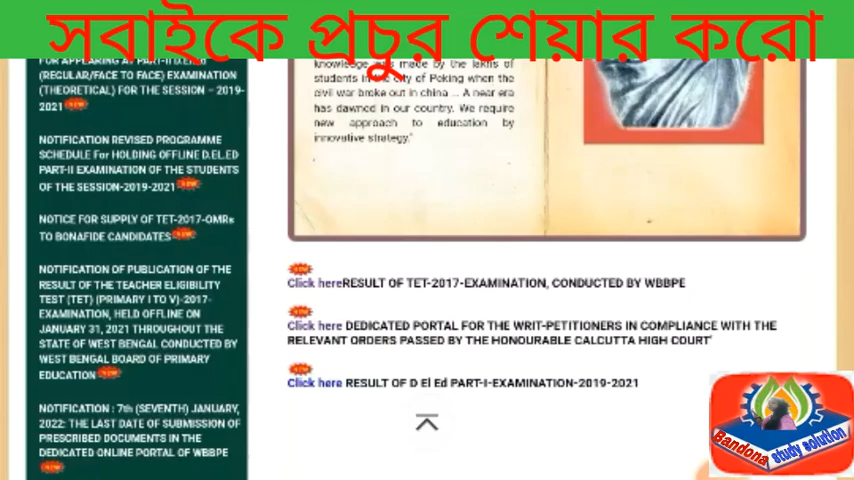 সবাইকে প্রচুর শেয়ার করো
FOR APPEARING AT PART-II D.El.Ed
(REGULAR/FACE TO FACE) EXAMINATION
(THEORETICAL) FOR THE SESSION – 2019-
2021 NEW
NOTIFICATION REVISED PROGRAMME
SCHEDULE For HOLDING OFFLINE D.EL.ED
PART-II EXAMINATION OF THE STUDENTS
OF THE SESSION-2019-2021 NEW
NOTICE FOR SUPPLY OF TET-2017-OMRs
TO BONAFIDE CANDIDATES NEW
NOTIFICATION OF PUBLICATION OF THE
RESULT OF THE TEACHER ELIGIBILITY
TEST (TET) (PRIMARY I TO V)-2017-
EXAMINATION, HELD OFFLINE ON
JANUARY 31, 2021 THROUGHOUT THE
STATE OF WEST BENGAL CONDUCTED BY
WEST BENGAL BOARD OF PRIMARY
EDUCATION NEW
NOTIFICATION : 7th (SEVENTH) JANUARY,
2022: THE LAST DATE OF SUBMISSION OF
PRESCRIBED DOCUMENTS IN THE
DEDICATED ONLINE PORTAL OF WBBPE
NEW
knowledge was made by the lakhs of
students in the city of Peking when the
civil war broke out in china ... A near era
has dawned in our country. We require
new approach to education by
innovative strategy."
NEW
Click hereRESULT OF TET-2017-EXAMINATION, CONDUCTED BY WBBPE
NEW
Click here DEDICATED PORTAL FOR THE WRIT-PETITIONERS IN COMPLIANCE WITH THE
RELEVANT ORDERS PASSED BY THE HONOURABLE CALCUTTA HIGH COURT'
NEW
Click here RESULT OF D El Ed PART-I-EXAMINATION-2019-2021
Bandona study solution